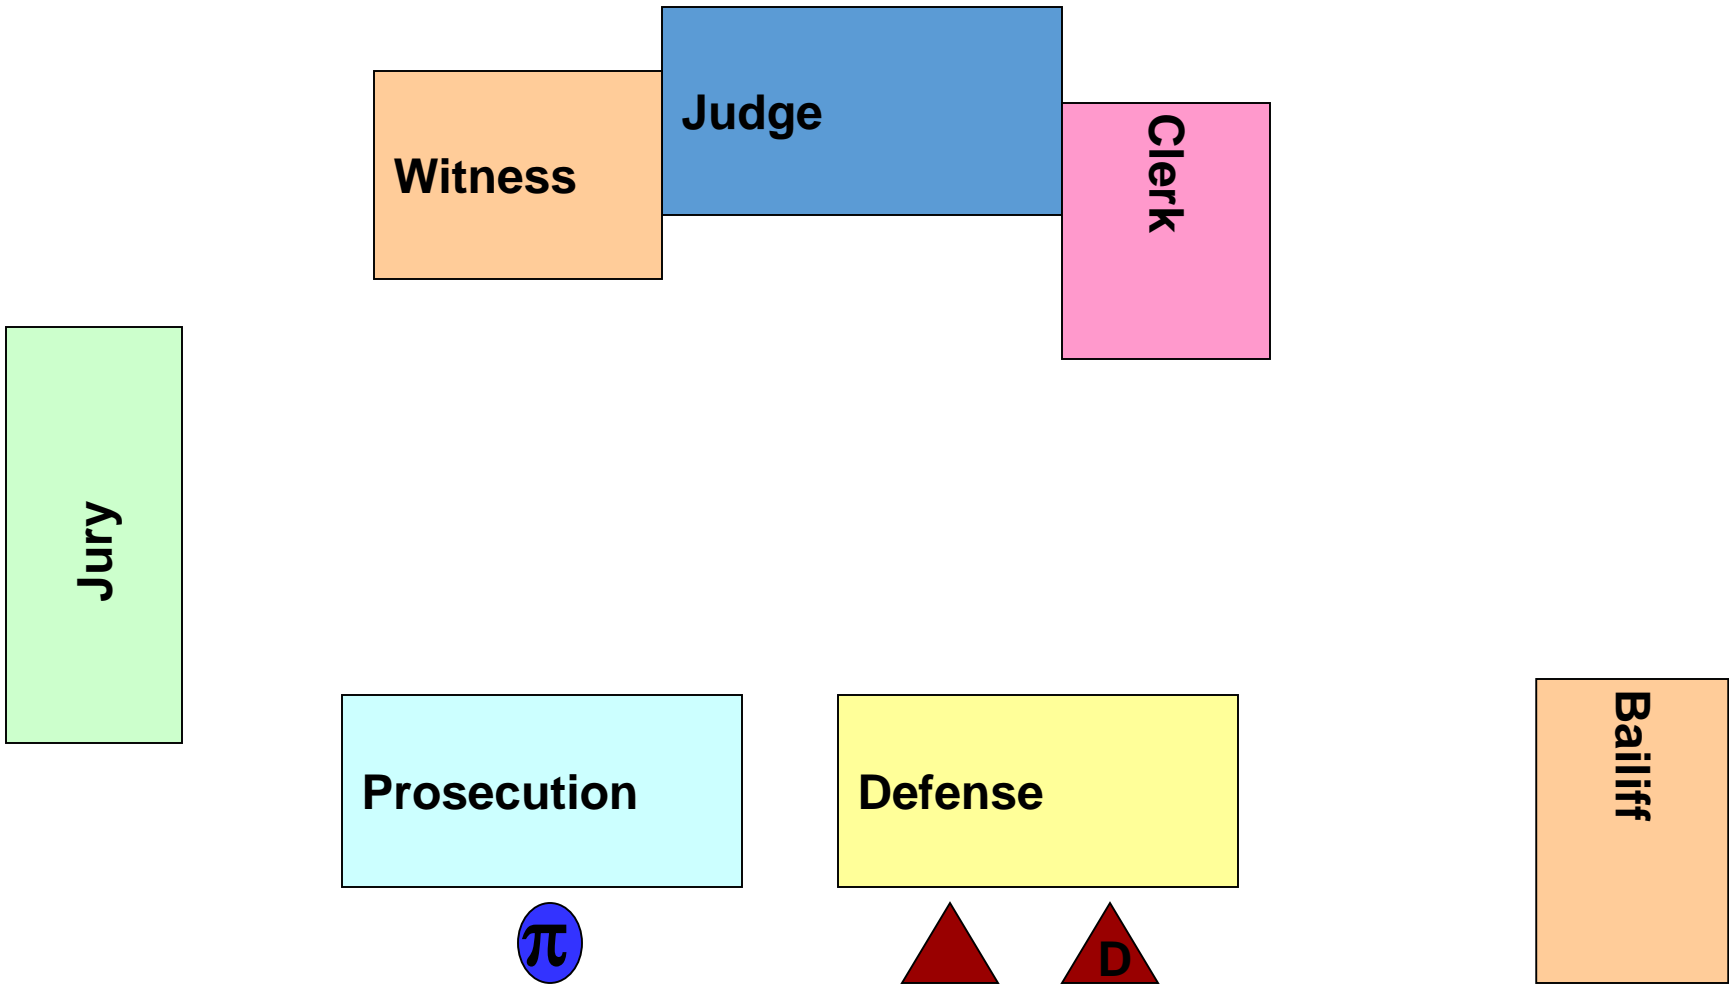 Judge
Witness
Clerk
Jury
Prosecution
Defense
Bailiff
π
D